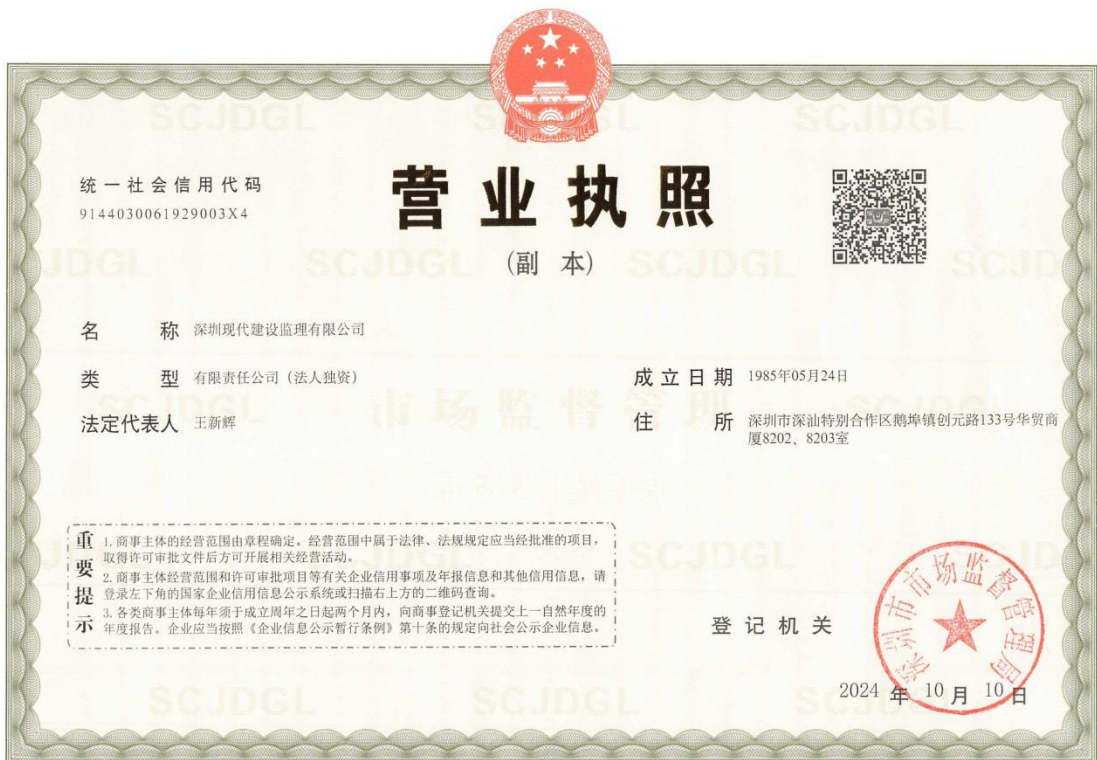 统一社会信用代码
9144030061929003X4
营业执照
(副 本)
名 称 深圳现代建设监理有限公司
类 型 有限责任公司（法人独资）
法定代表人 王新辉
成立日期 1985年05月24日
住 所 深圳市深汕特别合作区鹅埠镇创元路133号华贸商
厦8202、8203室
重要提示
1. 商事主体的经营范围由章程确定。经营范围中属于法律、法规规定应当经批准的项目，
取得许可审批文件后方可开展相关经营活动。
2. 商事主体经营范围和许可审批项目等有关企业信用事项及年报信息和其他信用信息，请
登录左下角的国家企业信用信息公示系统或扫描右上方的二维码查询。
3. 各类商事主体每年须于成立周年之日起两个月内，向商事登记机关提交上一自然年度的
年度报告。企业应当按照《企业信息公示暂行条例》第十条的规定向社会公示企业信息。
登记机关
深圳市市场监督管理局
2024 年 10 月 10 日
SCJDGL
市场监督管理